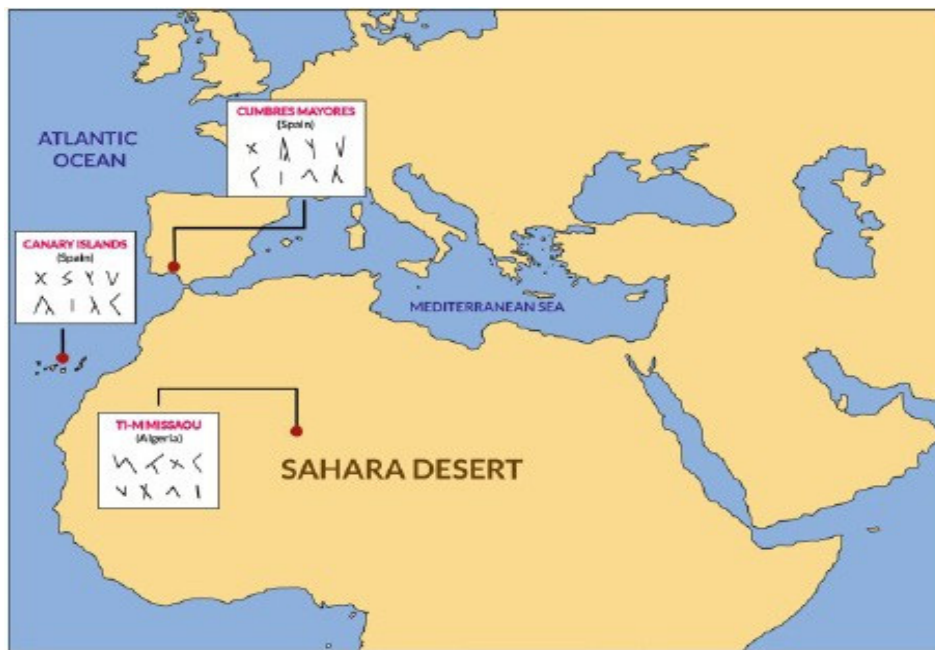 CUMBRES MAYORES
(Spain)
ATLANTIC
OCEAN
CANARY ISLANDS
(Spain)
MEDITERRANEAN SEA
TI-M MISSAOU
(Algeria)
SAHARA DESERT